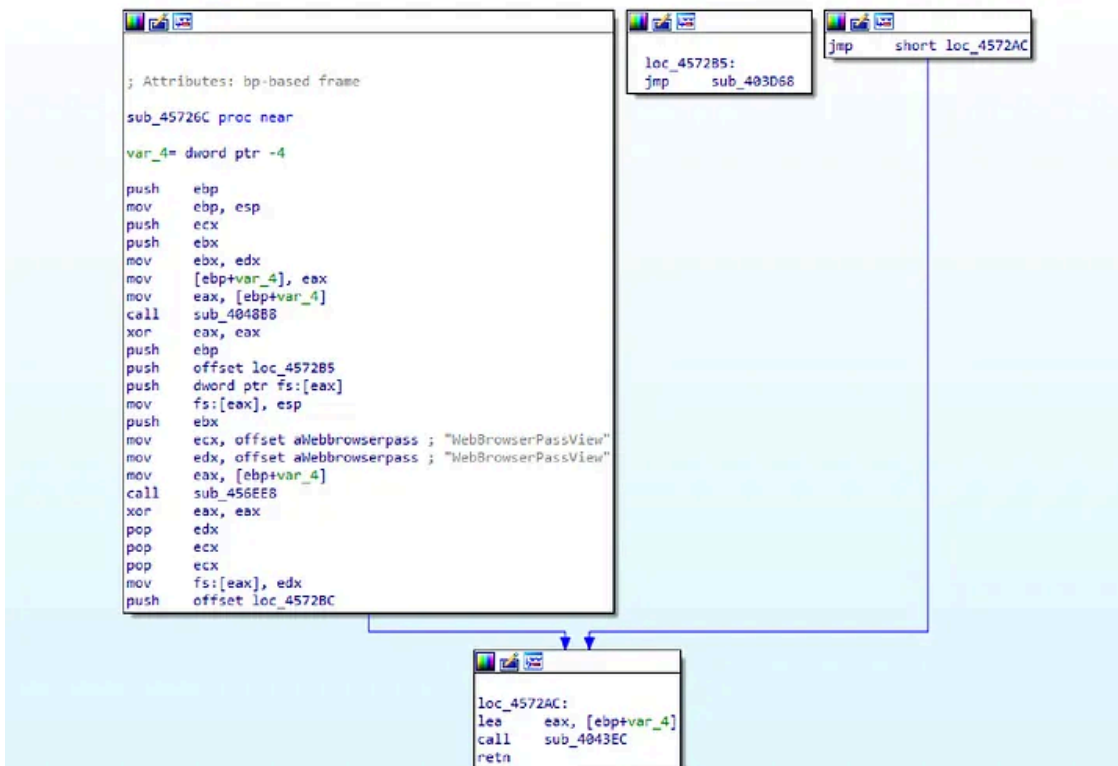 ; Attributes: bp-based frame
sub_45726C proc near
var_4= dword ptr -4
push ebp
mov ebp, esp
push ecx
push ebx
mov ebx, edx
mov [ebp+var_4], eax
mov eax, [ebp+var_4]
call sub_4048B8
xor eax, eax
push ebp
push offset loc_4572B5
push dword ptr fs:[eax]
mov fs:[eax], esp
push ebx
mov ecx, offset aWebbrowserpass ; "WebBrowserPassView"
mov edx, offset aWebbrowserpass ; "WebBrowserPassView"
mov eax, [ebp+var_4]
call sub_456EE8
xor eax, eax
pop edx
pop ecx
pop ecx
mov fs:[eax], edx
push offset loc_4572BC
loc_4572B5:
jmp sub_403D68
jmp short loc_4572AC
loc_4572AC:
lea eax, [ebp+var_4]
call sub_4043EC
retn